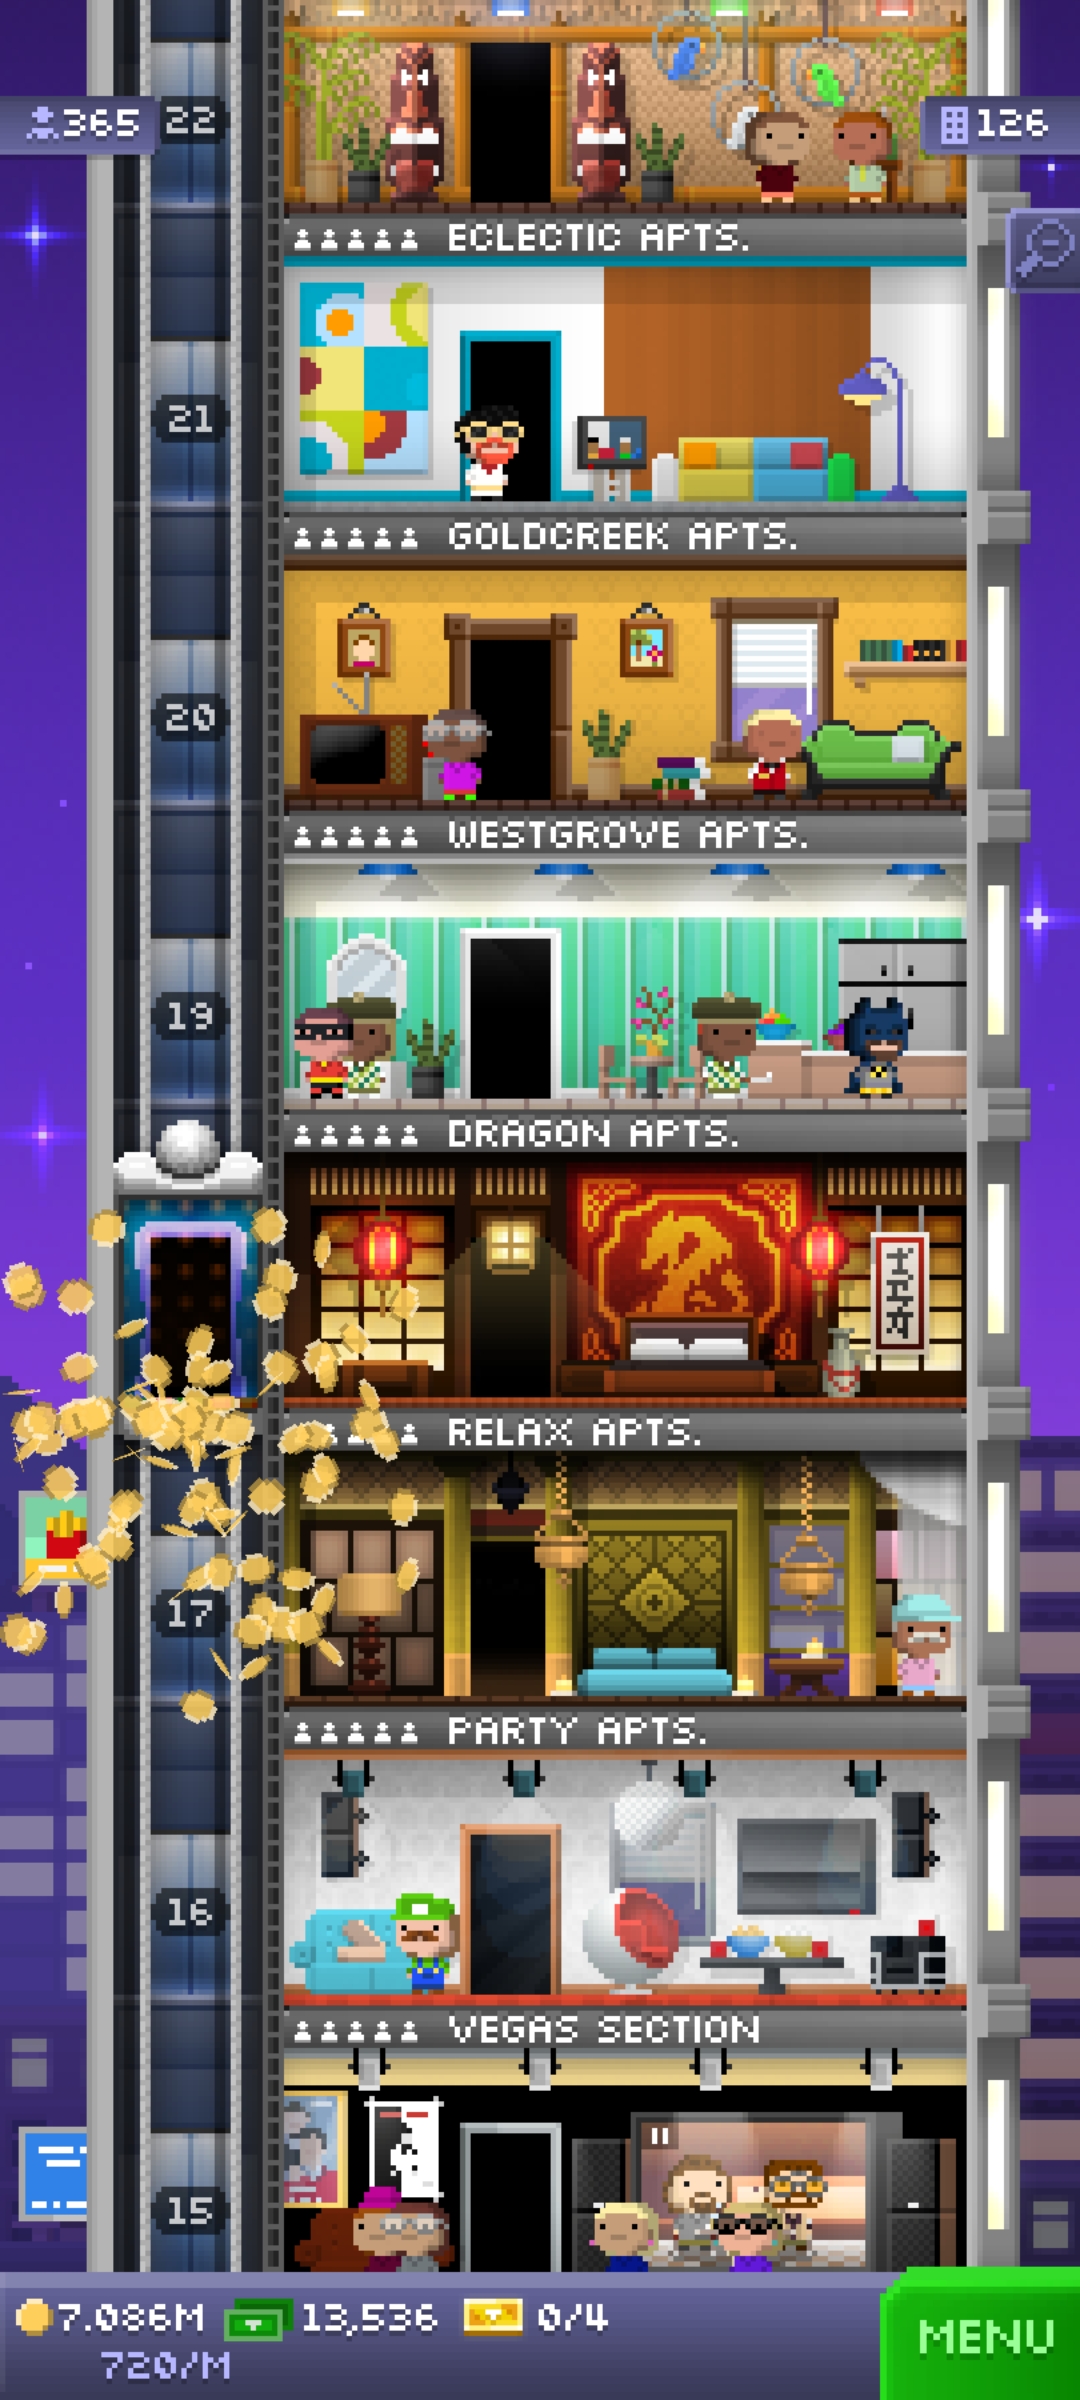 365
22
126
ECLECTIC APTS.
21
GOLDCREEK APTS.
20
WESTGROVE APTS.
19
DRAGON APTS.
RELAX APTS.
17
PARTY APTS.
16
VEGAS SECTION
15
7.086M
13,536
0/4
720/M
MENU